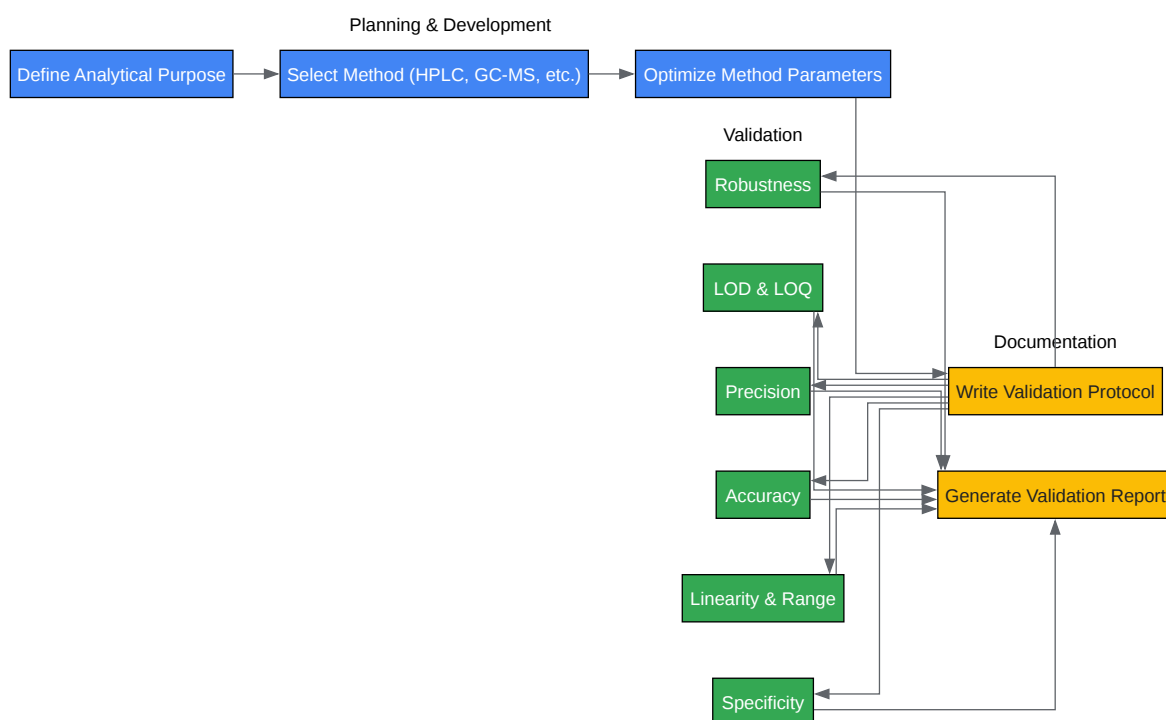 Planning & Development
Define Analytical Purpose
Select Method (HPLC, GC-MS, etc.)
Optimize Method Parameters
Validation
Robustness
LOD & LOQ
Documentation
Precision
Write Validation Protocol
Accuracy
Generate Validation Report
Linearity & Range
Specificity